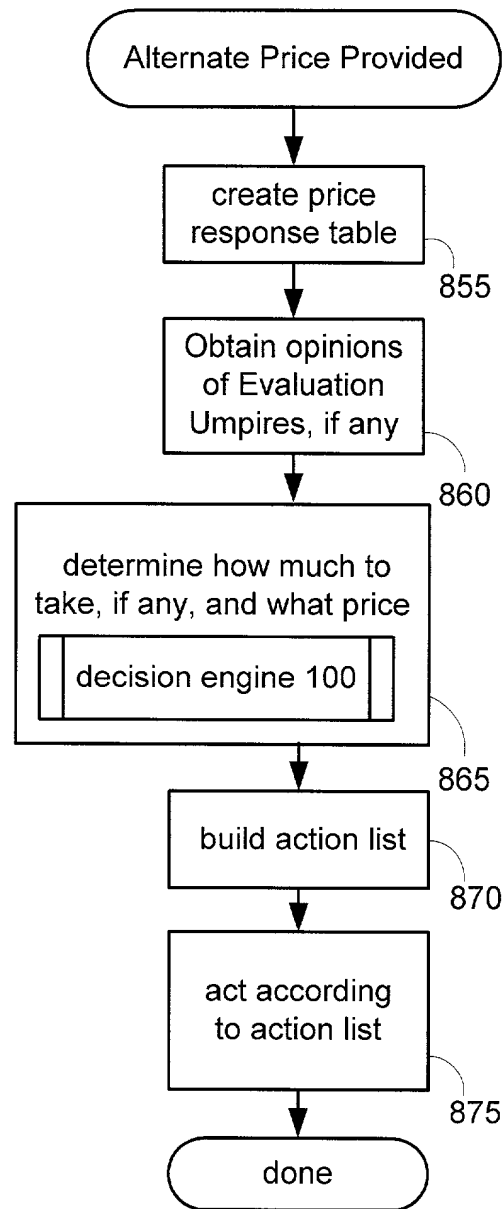 Alternate Price Provided
create price
response table
855
Obtain opinions
of Evaluation
Umpires, if any
860
determine how much to
take, if any, and what price
decision engine 100
865
build action list
870
act according
to action list
875
done